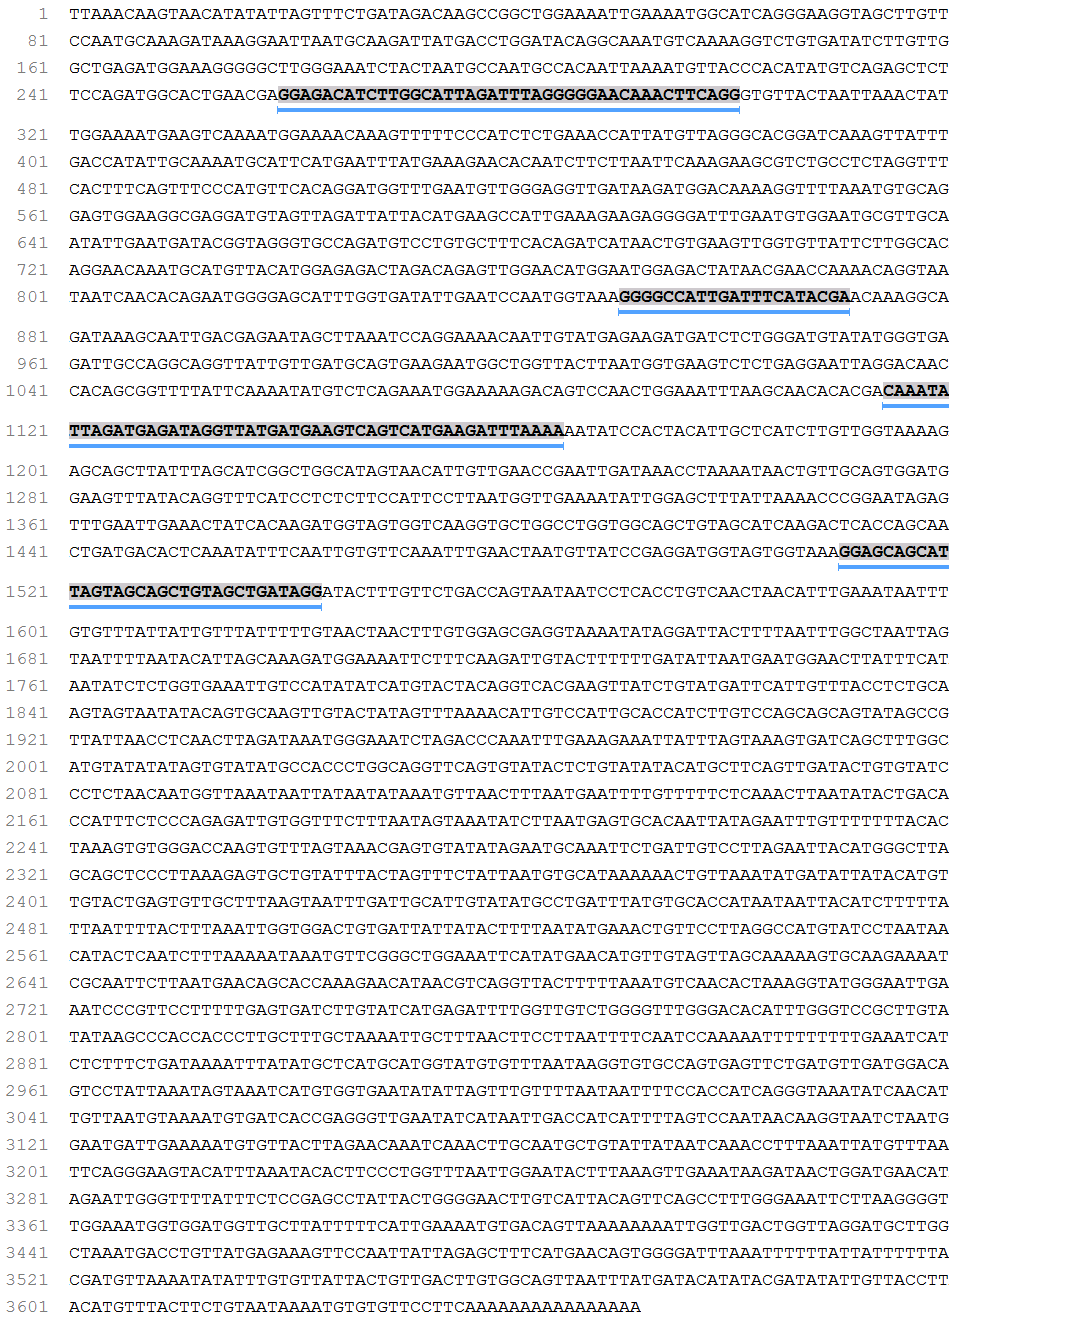 1 TTAAACAAGTAACATATATTAGTTTCTGATAGACAAGCCGGCTGGAAAATTGAAAATGGCATCAGGGAAGGTAGCTTGTT
81 CCAATGCAAAGATAAAGGAATTAATGCAAGATTATGACCTGGATACAGGCAAATGTCAAAAGGTCTGTGATATCTTGTTG
161 GCTGAGATGGAAAGGGGGCTTGGGAAATCTACTAATGCCAATGCCACAATTAAAATGTTACCCACATATGTCAGAGCTCT
241 TCCAGATGGCACTGAACGAGGAGACATCTTGGCATTAGATTTAGGGGGAACAAACTTCAGGGTGTTACTAATTAAACTAT
321 TGGAAAATGAAGTCAAAATGGAAAACAAAGTTTTTCCCATCTCTGAAACCATTATGTTAGGGCACGGATCAAAGTTATTT
401 GACCATATTGCAAAATGCATTCATGAATTTATGAAAGAACACAATCTTCTTAATTCAAAGAAGCGTCTGCCTCTAGGTTT
481 CACTTTCAGTTTCCCATGTTCACAGGATGGTTTGAATGTTGGGAGGTTGATAAGATGGACAAAAGGTTTTAAATGTGCAG
561 GAGTGGAAGGCGAGGATGTAGTTAGATTATTACATGAAGCCATTGAAAGAAGAGGGGATTTGAATGTGGAATGCGTTGCA
641 ATATTGAATGATACGGTAGGGTGCCAGATGTCCTGTGCTTTCACAGATCATAACTGTGAAGTTGGTGTTATTCTTGGCAC
721 AGGAACAAATGCATGTTACATGGAGAGACTAGACAGAGTTGGAACATGGAATGGAGACTATAACGAACCAAAACAGGTAA
801 TAATCAACACAGAATGGGGAGCATTTGGTGATATTGAATCCAATGGTAAAGGGGCCATTGATTTCATACGAACAAAGGCA
881 GATAAAGCAATTGACGAGAATAGCTTAAATCCAGGAAAACAATTGTATGAGAAGATGATCTCTGGGATGTATATGGGTGA
961 GATTGCCAGGCAGGTTATTGTTGATGCAGTGAAGAATGGCTGGTTACTTAATGGTGAAGTCTCTGAGGAATTAGGACAAC
1041 CACAGCGGTTTTATTCAAAATATGTCTCAGAAATGGAAAAAGACAGTCCAACTGGAAATTTAAGCAACACACGACAAATA
1121 TTAGATGAGATAGGTTATGATGAAGTCAGTCATGAAGATTTAAAAAATATCCACTACATTGCTCATCTTGTTGGTAAAAG
1201 AGCAGCTTATTTAGCATCGGCTGGCATAGTAACATTGTTGAACCGAATTGATAAACCTAAAATAACTGTTGCAGTGGATG
1281 GAAGTTTATACAGGTTTCATCCTCTCTTCCATTCCTTAATGGTTGAAAATATTGGAGCTTTATTAAAACCCGGAATAGAG
1361 TTTGAATTGAAACTATCACAAGATGGTAGTGGTCAAGGTGCTGGCCTGGTGGCAGCTGTAGCATCAAGACTCACCAGCAA
1441 CTGATGACACTCAAATATTTCAATTGTGTTCAAATTTGAACTAATGTTATCCGAGGATGGTAGTGGTAAAGGAGCAGCAT
1521 TAGTAGCAGCTGTAGCTGATAGGATACTTTGTTCTGACCAGTAATAATCCTCACCTGTCAACTAACATTTGAAATAATTT
1601 GTGTTTATTATTGTTTATTTTTGTAACTAACTTTGTGGAGCGAGGTAAAATATAGGATTACTTTTAATTTGGCTAATTAG
1681 TAATTTTAATACATTAGCAAAGATGGAAAATTCTTTCAAGATTGTACTTTTTTGATATTAATGAATGGAACTTATTTCAT
1761 AATATCTCTGGTGAAATTGTCCATATATCATGTACTACAGGTCACGAAGTTATCTGTATGATTCATTGTTTACCTCTGCA
1841 AGTAGTAATATACAGTGCAAGTTGTACTATAGTTTAAAACATTGTCCATTGCACCATCTTGTCCAGCAGCAGTATAGCCG
1921 TTATTAACCTCAACTTAGATAAATGGGAAATCTAGACCCAAATTTGAAAGAAATTATTTAGTAAAGTGATCAGCTTTGGC
2001 ATGTATATATAGTGTATATGCCACCCTGGCAGGTTCAGTGTATACTCTGTATATACATGCTTCAGTTGATACTGTGTATC
2081 CCTCTAACAATGGTTAAATAATTATAATATAAATGTTAACTTTAATGAATTTTGTTTTTCTCAAACTTAATATACTGACA
2161 CCATTTCTCCCAGAGATTGTGGTTTCTTTAATAGTAAATATCTTAATGAGTGCACAATTATAGAATTTGTTTTTTTACAC
2241 TAAAGTGTGGGACCAAGTGTTTAGTAAACGAGTGTATATAGAATGCAAATTCTGATTGTCCTTAGAATTACATGGGCTTA
2321 GCAGCTCCCTTAAAGAGTGCTGTATTTACTAGTTTCTATTAATGTGCATAAAAAACTGTTAAATATGATATTATACATGT
2401 TGTACTGAGTGTTGCTTTAAGTAATTTGATTGCATTGTATATGCCTGATTTATGTGCACCATAATAATTACATCTTTTTA
2481 TTAATTTTACTTTAAATTGGTGGACTGTGATTATTATACTTTTAATATGAAACTGTTCCTTAGGCCATGTATCCTAATAA
2561 CATACTCAATCTTTAAAAATAAATGTTCGGGCTGGAAATTCATATGAACATGTTGTAGTTAGCAAAAAGTGCAAGAAAAT
2641 CGCAATTCTTAATGAACAGCACCAAAGAACATAACGTCAGGTTACTTTTTAAATGTCAACACTAAAGGTATGGGAATTGA
2721 AATCCCGTTCCTTTTTGAGTGATCTTGTATCATGAGATTTTGGTTGTCTGGGGTTTGGGACACATTTGGGTCCGCTTGTA
2801 TATAAGCCCACCACCCTTGCTTTGCTAAAATTGCTTTAACTTCCTTAATTTTCAATCCAAAAATTTTTTTTTGAAATCAT
2881 CTCTTTCTGATAAAATTTATATGCTCATGCATGGTATGTGTTTAATAAGGTGTGCCAGTGAGTTCTGATGTTGATGGACA
2961 GTCCTATTAAATAGTAAATCATGTGGTGAATATATTAGTTTGTTTTAATAATTTTCCACCATCAGGGTAAATATCAACAT
3041 TGTTAATGTAAAATGTGATCACCGAGGGTTGAATATCATAATTGACCATCATTTTAGTCCAATAACAAGGTAATCTAATG
3121 GAATGATTGAAAAATGTGTTACTTAGAACAAATCAAACTTGCAATGCTGTATTATAATCAAACCTTTAAATTATGTTTAA
3201 TTCAGGGAAGTACATTTAAATACACTTCCCTGGTTTAATTGGAATACTTTAAAGTTGAAATAAGATAACTGGATGAACAT
3281 AGAATTGGGTTTTATTTCTCCGAGCCTATTACTGGGGAACTTGTCATTACAGTTCAGCCTTTGGGAAATTCTTAAGGGGT
3361 TGGAAATGGTGGATGGTTGCTTATTTTTCATTGAAAATGTGACAGTTAAAAAAAATTGGTTGACTGGTTAGGATGCTTGG
3441 CTAAATGACCTGTTATGAGAAAGTTCCAATTATTAGAGCTTTCATGAACAGTGGGGATTTAAATTTTTTATTATTTTTTA
3521 CGATGTTAAAATATATTTGTGTTATTACTGTTGACTTGTGGCAGTTAATTTATGATACATATACGATATATTGTTACCTT
3601 ACATGTTTACTTCTGTAATAAAATGTGTGTTCCTTCAAAAAAAAAAAAAAAAA